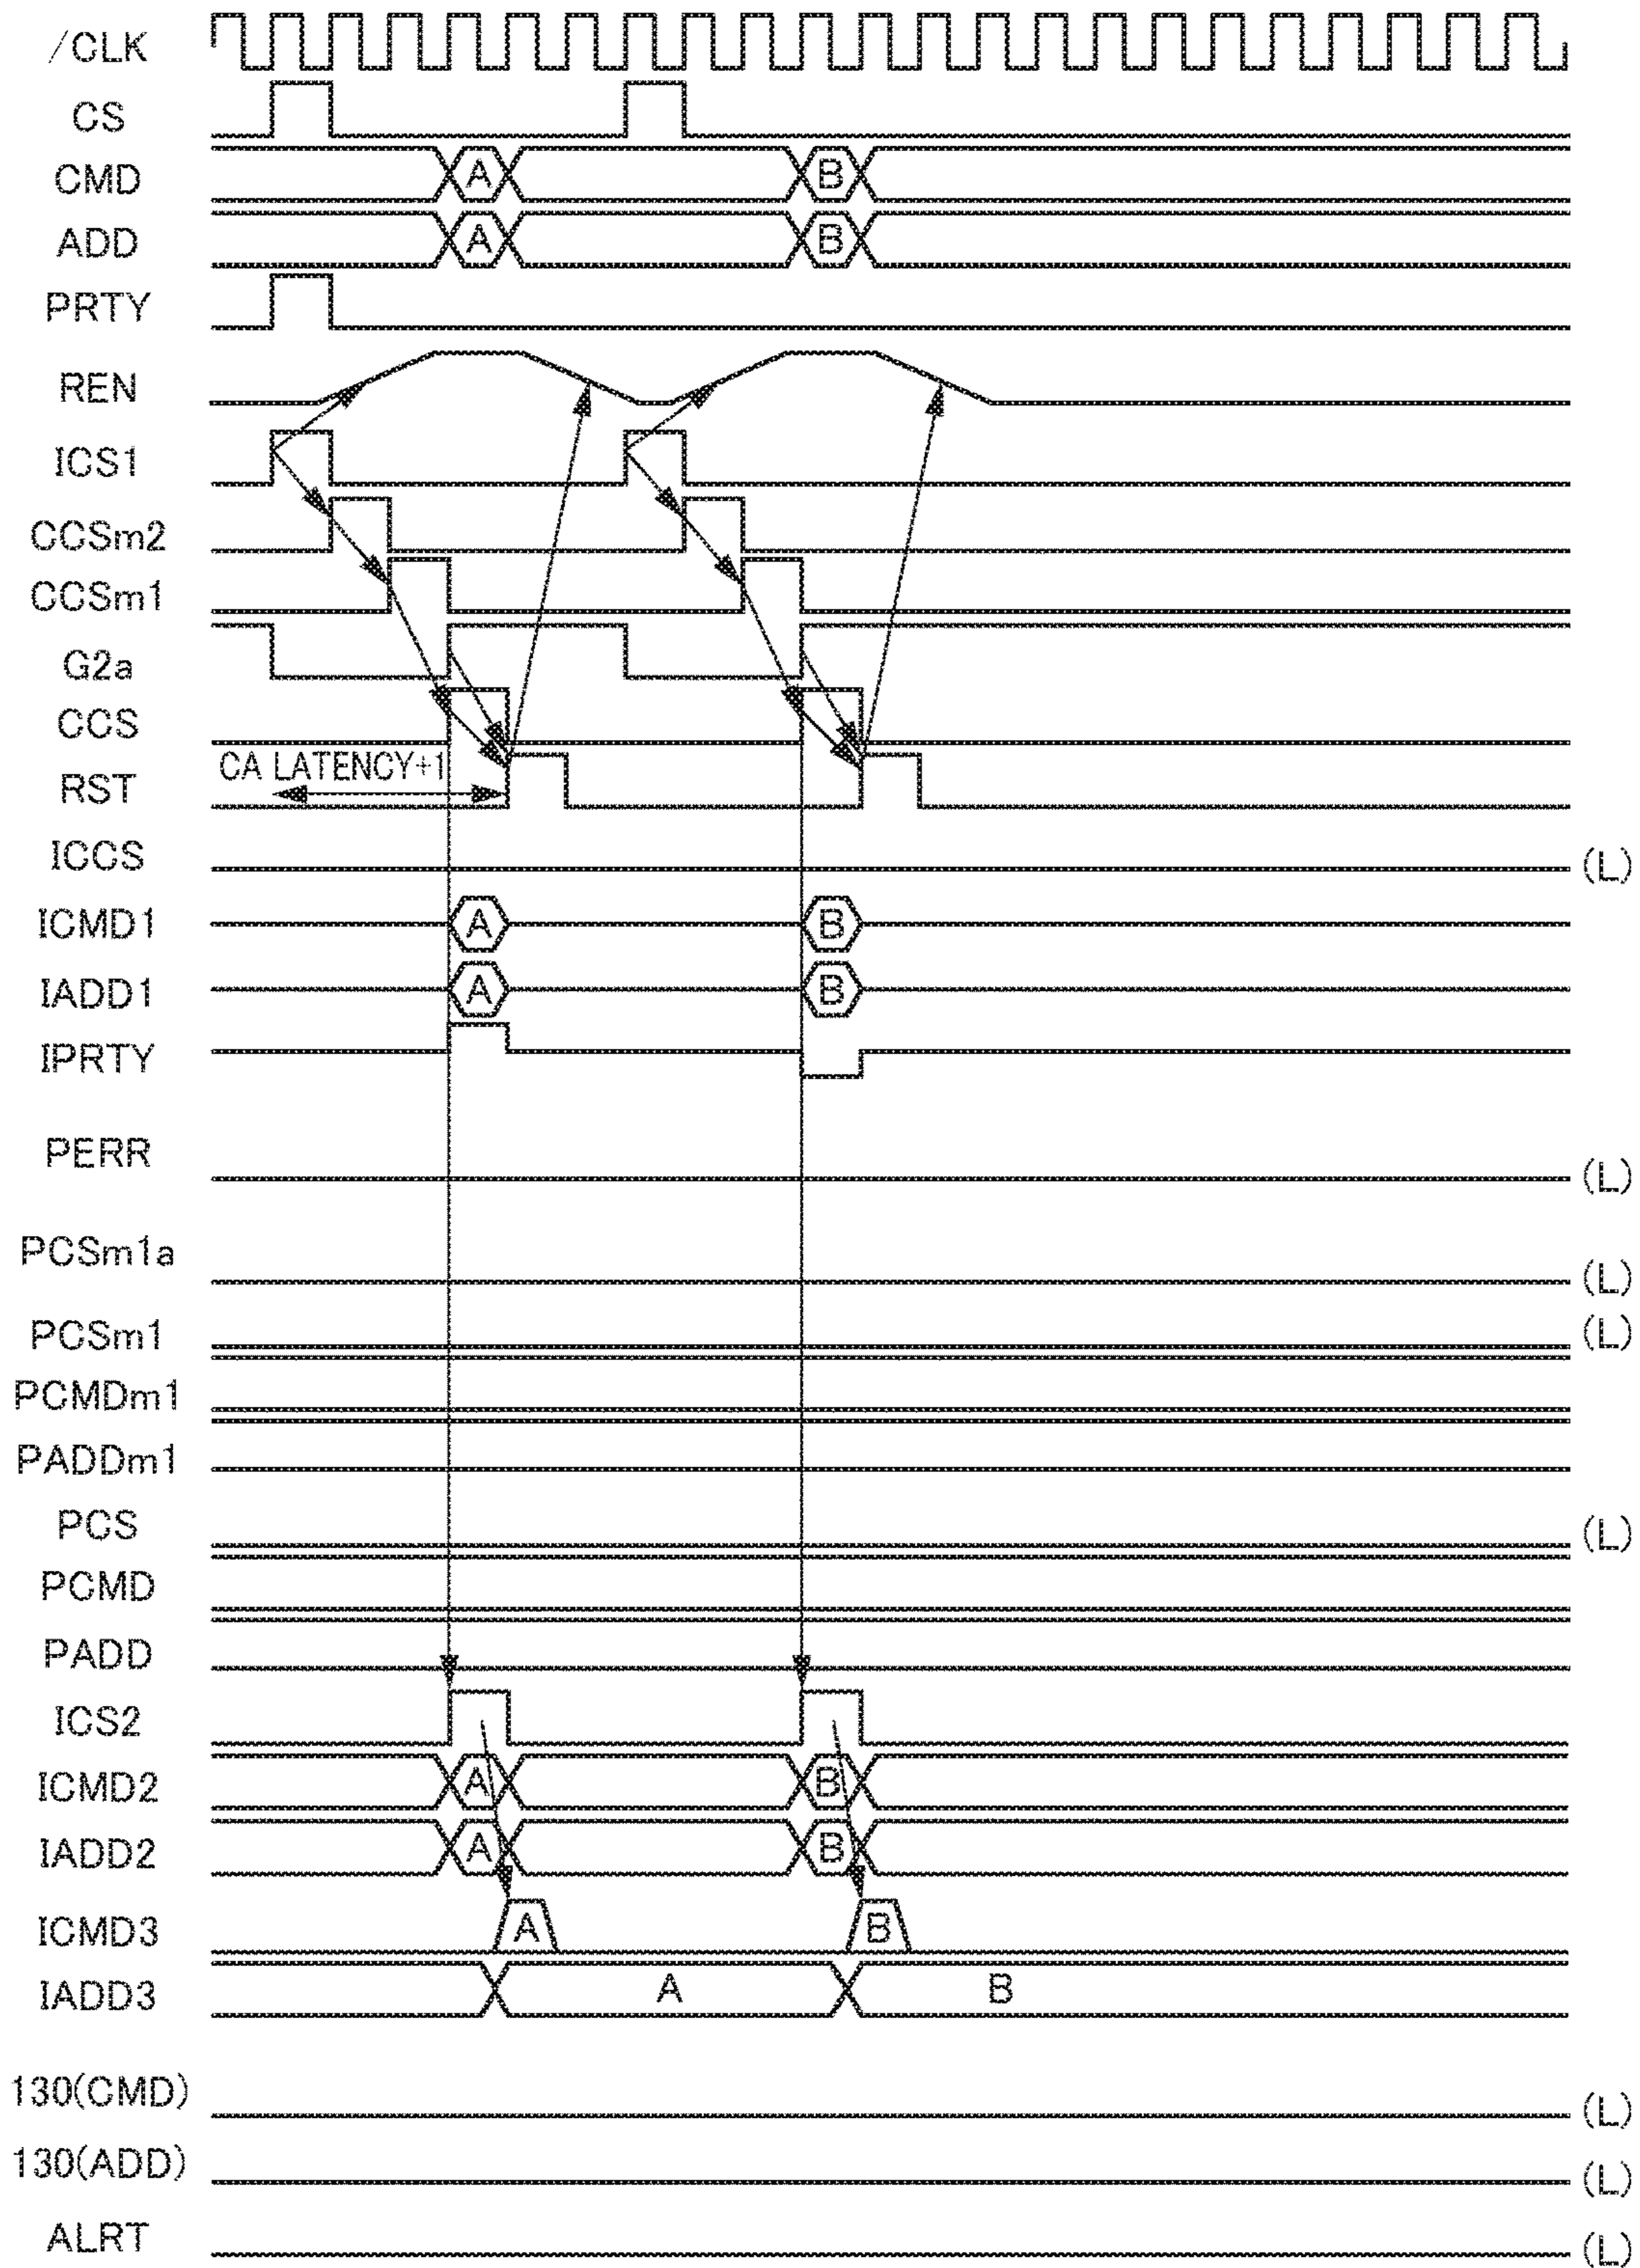 /CLK
CS
CMD A B
ADD A B
PRTY
REN
ICS1
CCSm2
CCSm1
G2a
CCS
CA LATENCY+1
RST
ICCS (L)
ICMD1 A B
IADD1 A B
IPRTY
PERR (L)
PCSm1a (L)
PCSm1 (L)
PCMDm1
PADDm1
PCS (L)
PCMD
PADD
ICS2
ICMD2 A B
IADD2 A B
ICMD3 A B
IADD3 A B
130(CMD) (L)
130(ADD) (L)
ALRT (L)